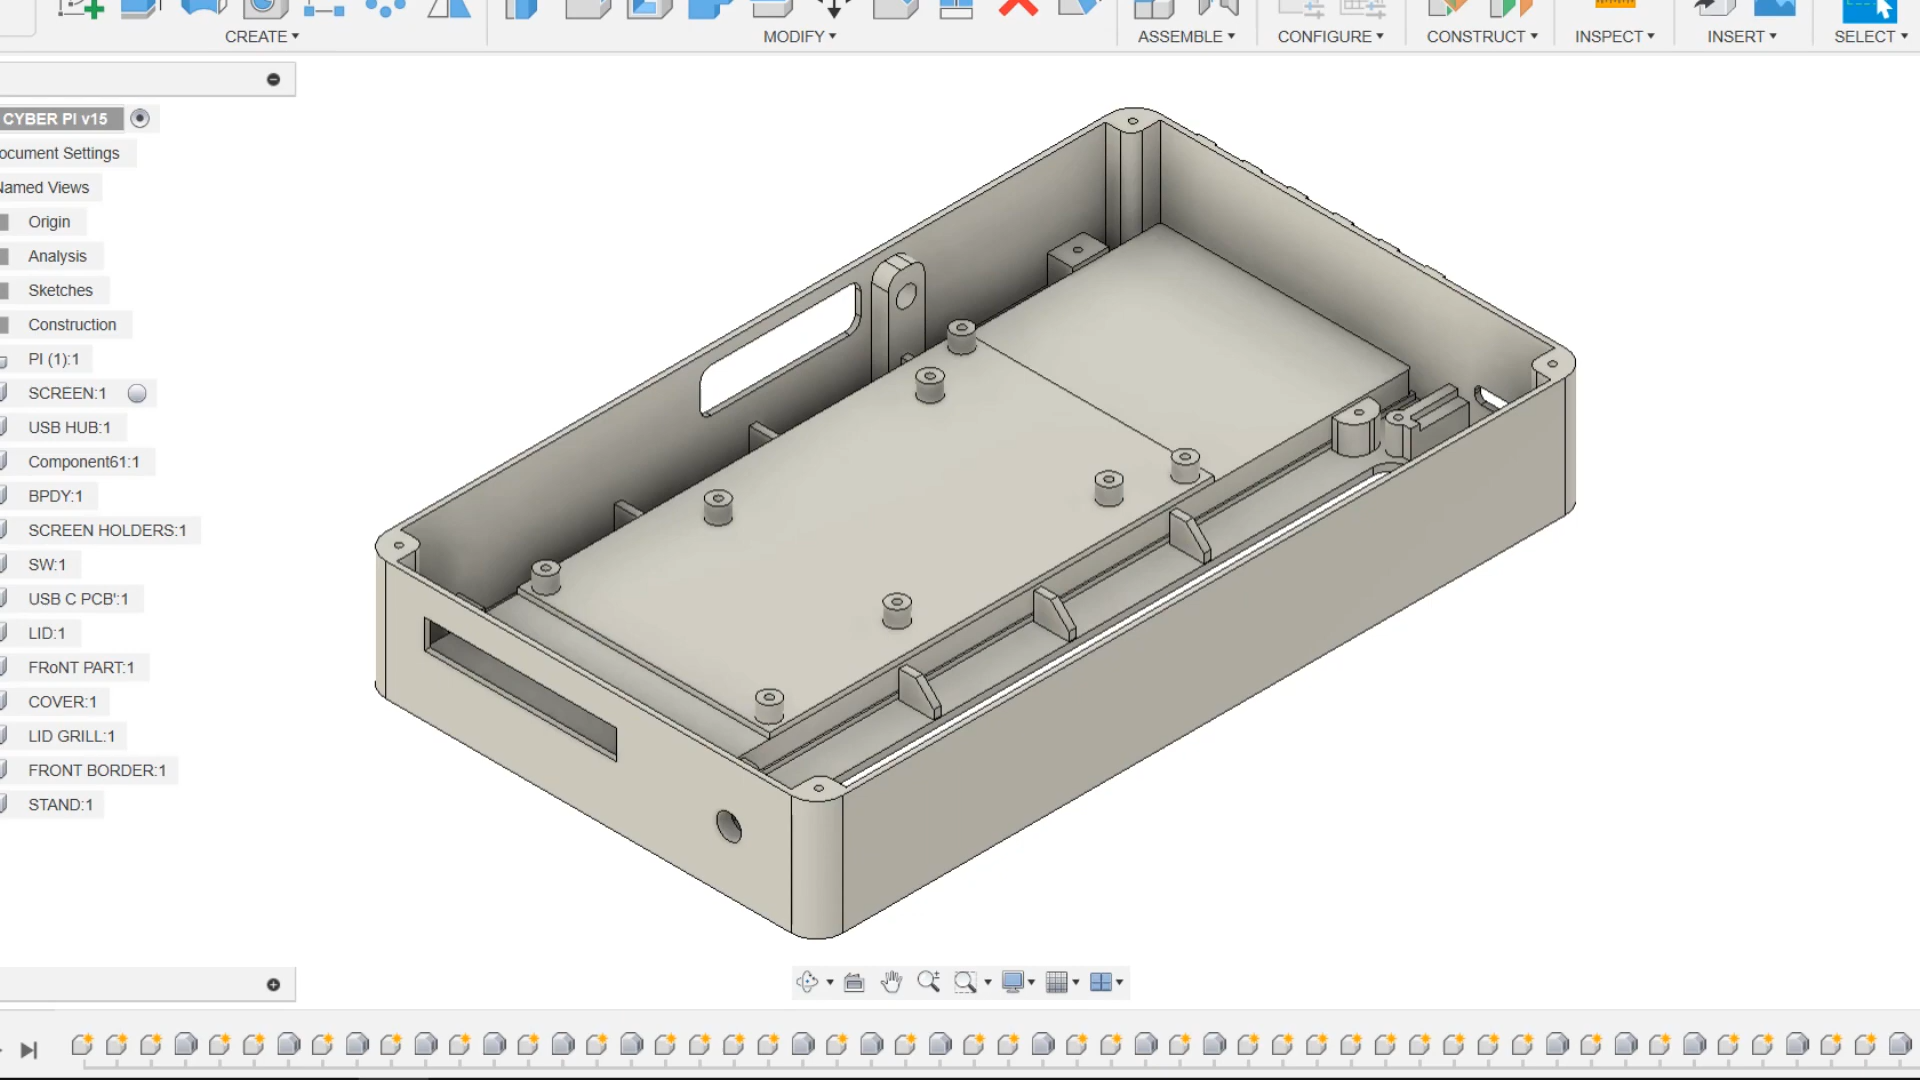 CREATE
MODIFY
ASSEMBLE
CONFIGURE
CONSTRUCT
INSPECT
INSERT
SELECT
CYBER PI v15
ocument Settings
Named Views
Origin
Analysis
Sketches
Construction
PI (1):1
SCREEN:1
USB HUB:1
Component61:1
BPDY:1
SCREEN HOLDERS:1
SW:1
USB C PCB':1
LID:1
FRoNT PART:1
COVER:1
LID GRILL:1
FRONT BORDER:1
STAND:1